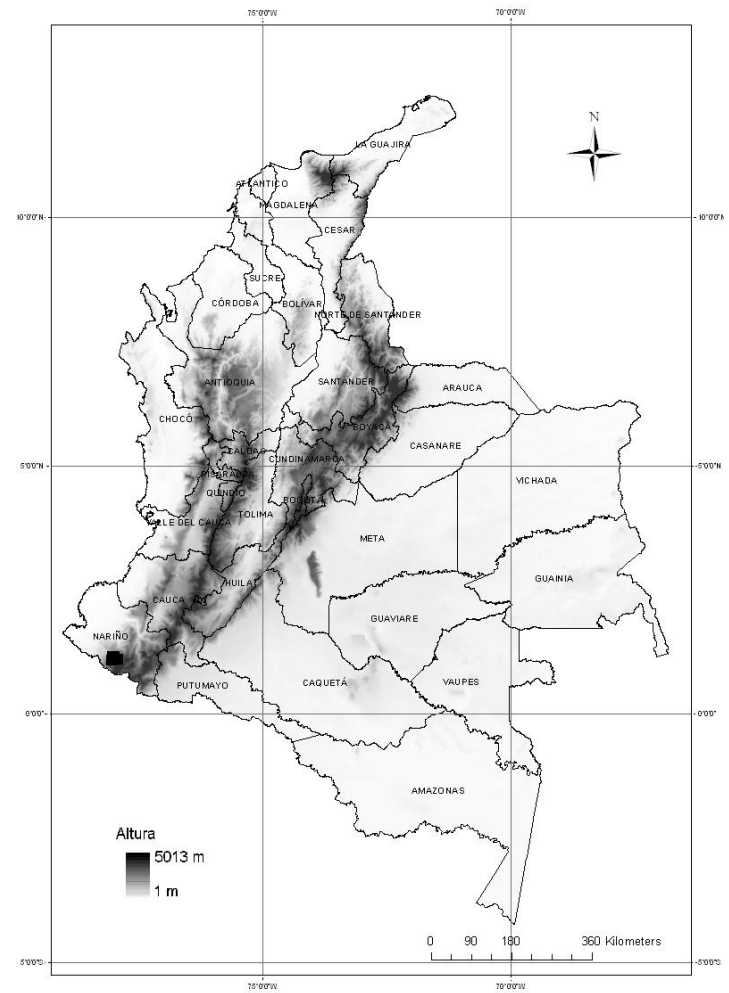 75°0'0"W
70°0'0"W
N
LA GUAJIRA
ATLANTICO
MAGDALENA
10°0'0"N
10°0'0"N
CESAR
SUCRE
CÓRDOBA
BOLÍVAR
NORTE DE SANTANDER
ANTIOQUIA
SANTANDER
ARAUCA
CHOCÓ
BOYACÁ
CASANARE
CALDAS
CUNDINAMARCA
5°0'0"N
5°0'0"N
RISARALDA
VICHADA
QUINDIO
BOGOTÁ
TOLIMA
VALLE DEL CAUCA
META
GUAINIA
HUILA
CAUCA
GUAVIARE
NARIÑO
PUTUMAYO
CAQUETÁ
VAUPES
0°0'0"
0°0'0"
AMAZONAS
Altura
5013 m
1 m
0 90 180 360 Kilometers
5°0'0"S
5°0'0"S
75°0'0"W
70°0'0"W